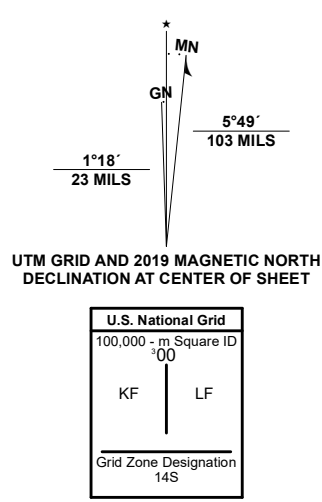 ★
MN
GN
5°49´
103 MILS
1°18´
23 MILS
UTM GRID AND 2019 MAGNETIC NORTH
DECLINATION AT CENTER OF SHEET
U.S. National Grid
100,000 - m Square ID
³00
KF LF
Grid Zone Designation
14S